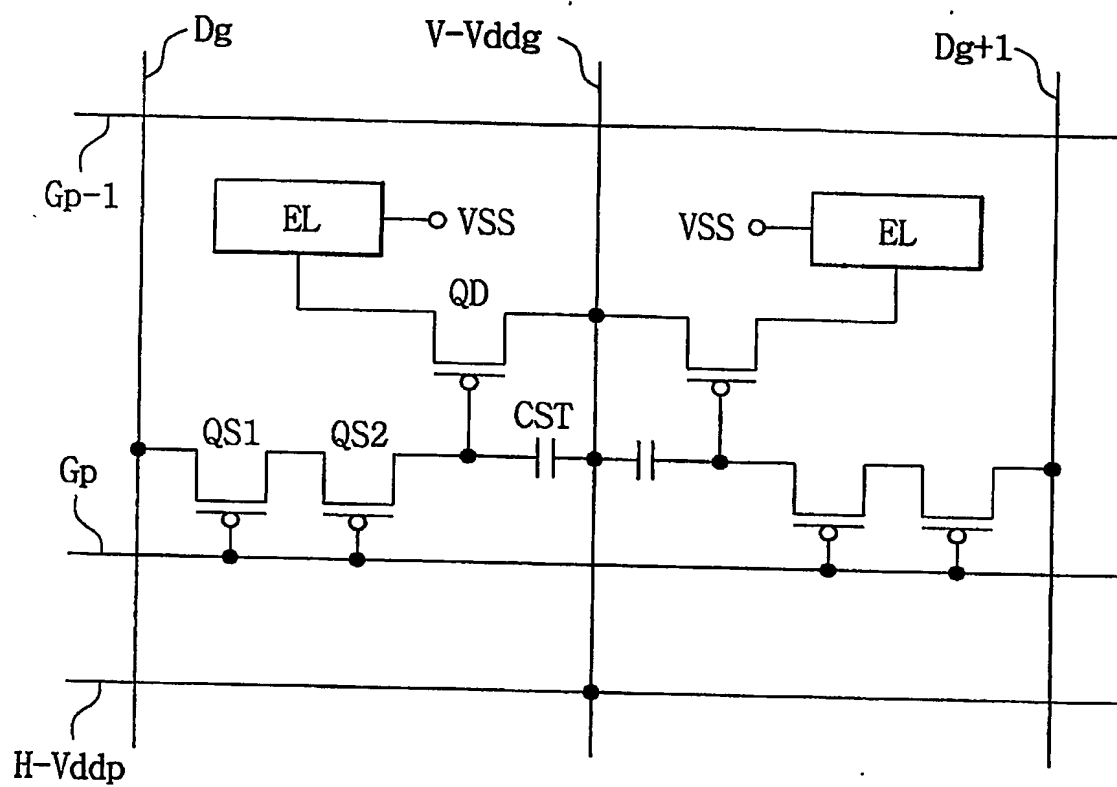 Dg
V-Vddg
Dg+1
Gp-1
EL
VSS
VSS
EL
QD
CST
QS1
QS2
Gp
H-Vddp